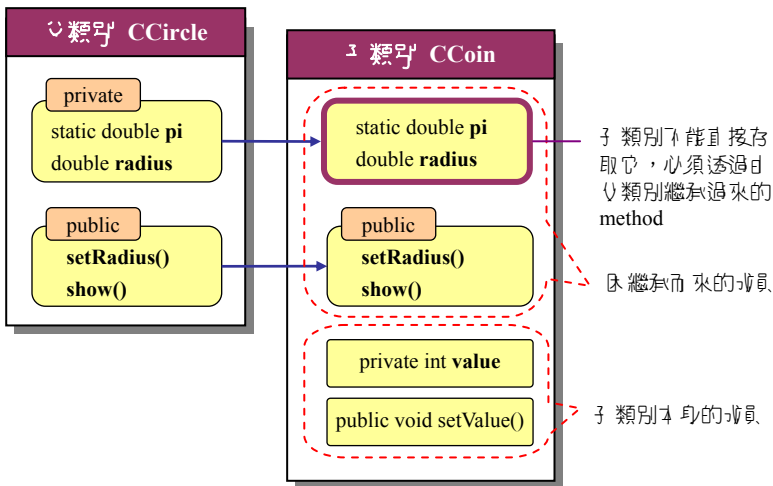 父類別 CCircle
private
static double pi
double radius
public
setRadius()
show()
子類別 CCoin
static double pi
double radius
public
setRadius()
show()
private int value
public void setValue()
子類別不能直接存
取它，必須透過由
父類別繼承過來的
method
因繼承而來的成員
子類別本身的成員